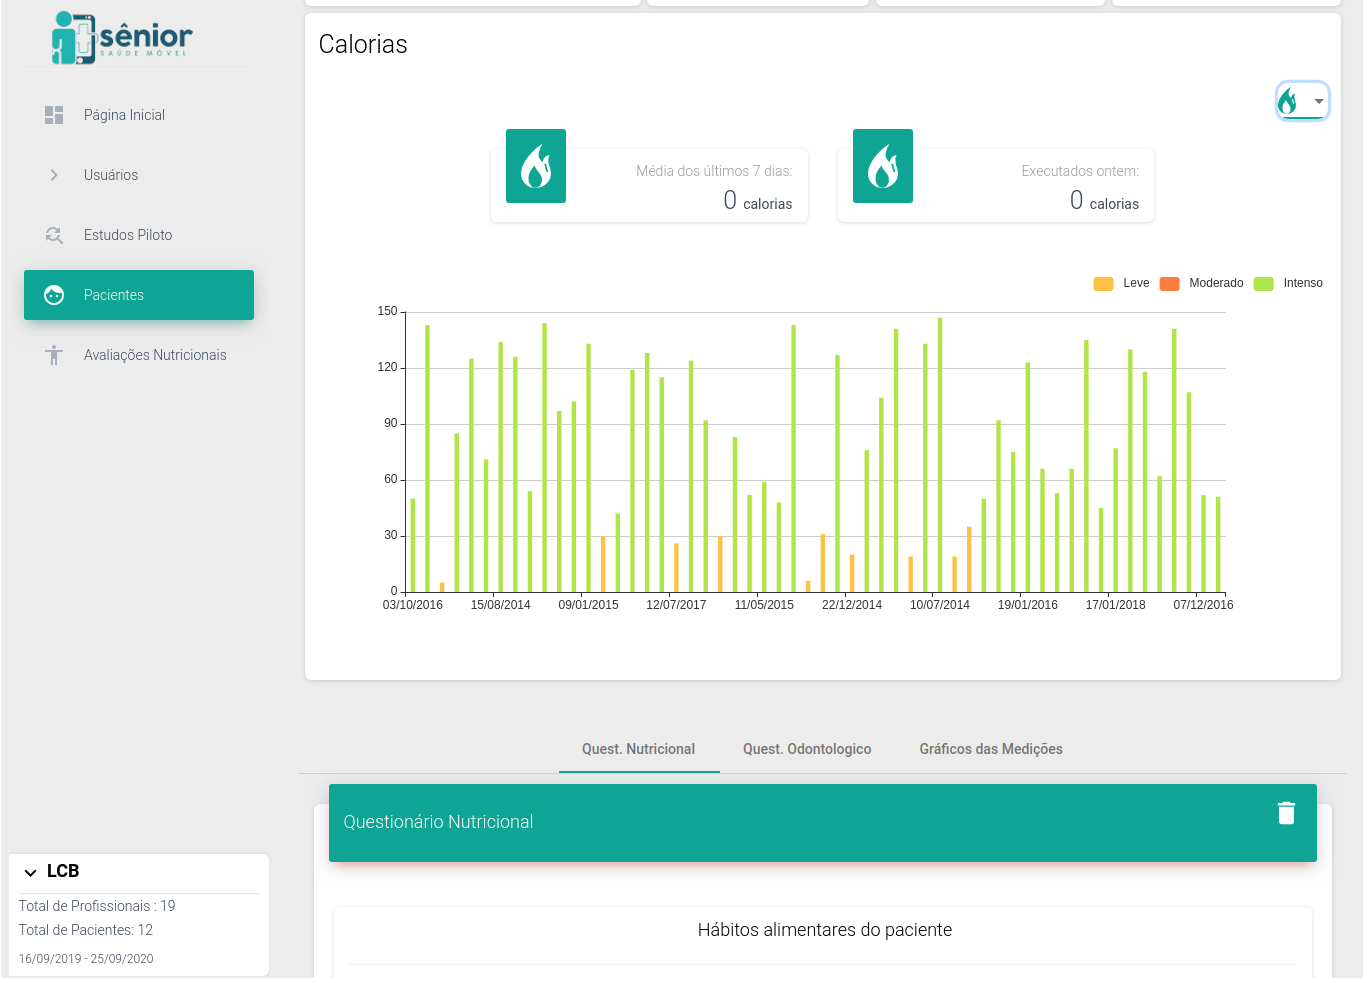 sênior
SAÚDE MÓVEL
Página Inicial
Usuários
Estudos Piloto
Pacientes
Avaliações Nutricionais
LCB
Total de Profissionais : 19
Total de Pacientes: 12
16/09/2019 - 25/09/2020
Calorias
Média dos últimos 7 dias:
0 calorias
Executados ontem:
0 calorias
Leve Moderado Intenso
150
120
90
60
30
0
03/10/2016 15/08/2014 09/01/2015 12/07/2017 11/05/2015 22/12/2014 10/07/2014 19/01/2016 17/01/2018 07/12/2016
Quest. Nutricional Quest. Odontologico Gráficos das Medições
Questionário Nutricional
Hábitos alimentares do paciente